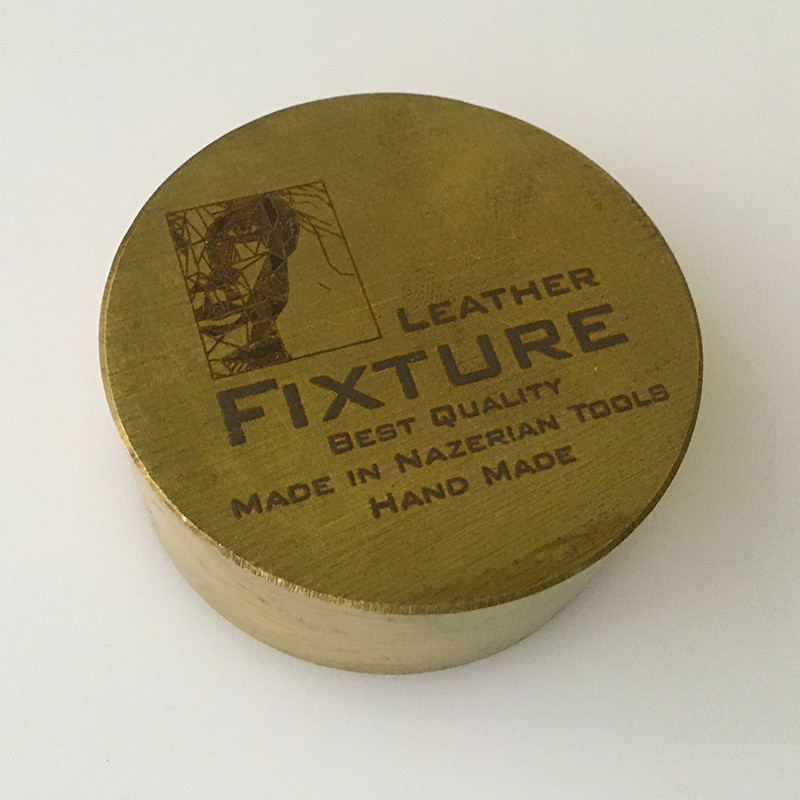 LEATHER
FIXTURE
BEST QUALITY
MADE IN NAZERIAN TOOLS
HAND MADE